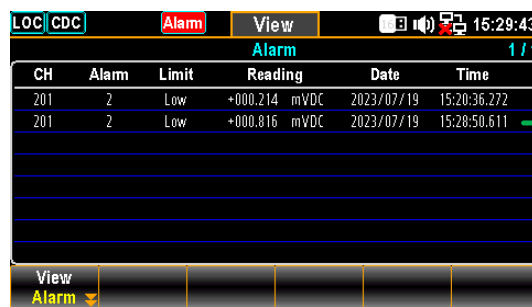 LOC CDC Alarm View 15:29:43
Alarm 1 /
CH Alarm Limit Reading Date Time
201 2 Low +000.214 mVDC 2023/07/19 15:20:36.272
201 2 Low +000.816 mVDC 2023/07/19 15:28:50.611
View
Alarm